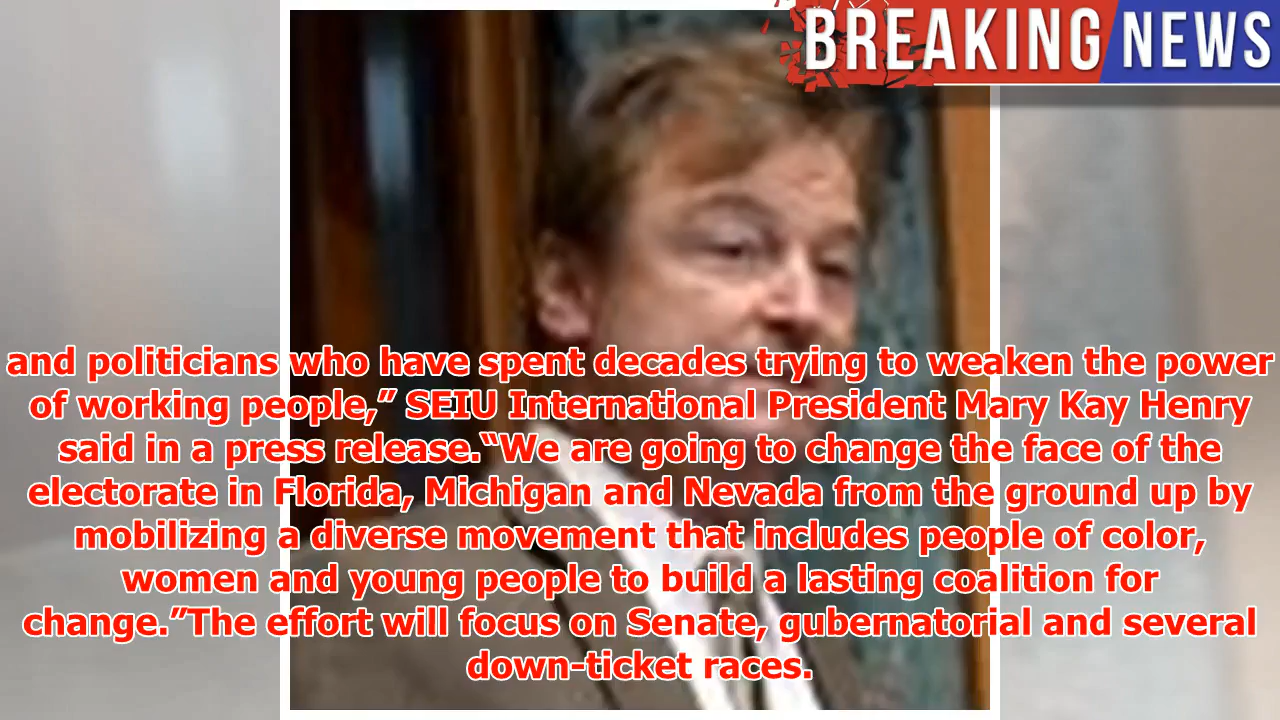 BREAKING NEWS
and politicians who have spent decades trying to weaken the power
of working people,” SEIU International President Mary Kay Henry
said in a press release.“We are going to change the face of the
electorate in Florida, Michigan and Nevada from the ground up by
mobilizing a diverse movement that includes people of color,
women and young people to build a lasting coalition for
change.”The effort will focus on Senate, gubernatorial and several
down-ticket races.